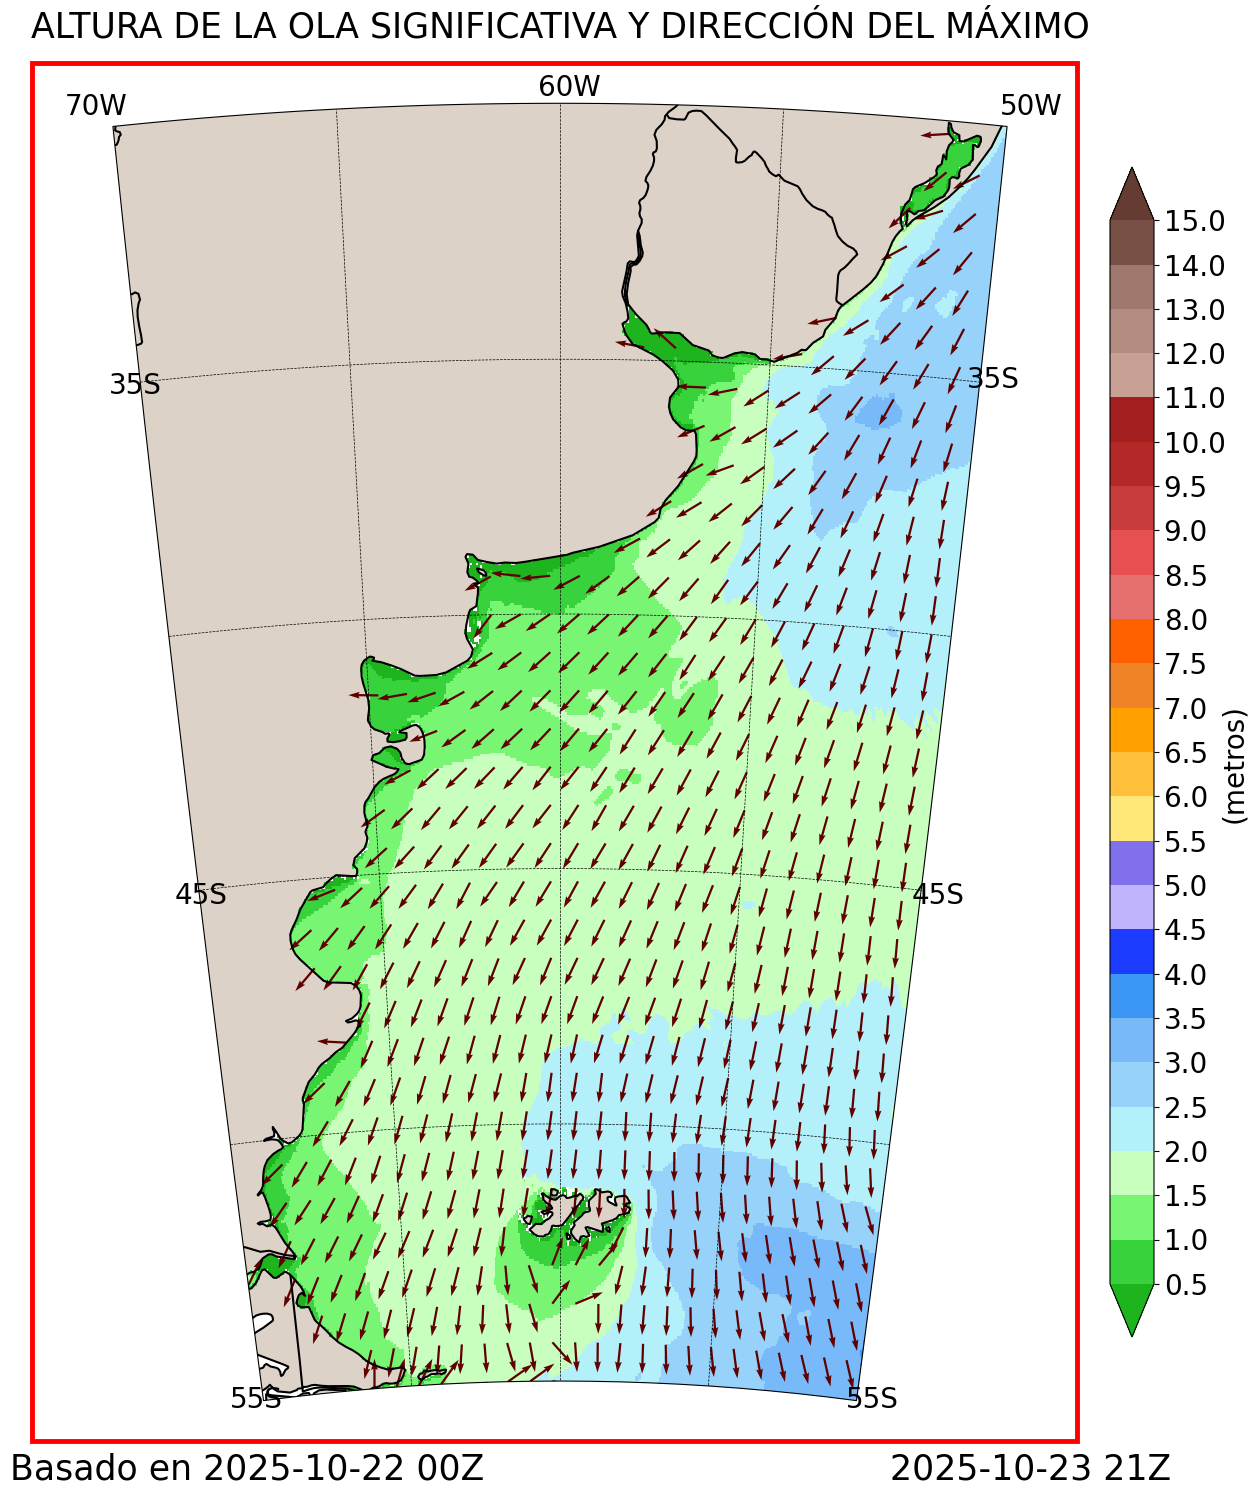 ALTURA DE LA OLA SIGNIFICATIVA Y DIRECCIÓN DEL MÁXIMO
70W
60W
50W
35S
35S
45S
45S
55S
55S
15.0
14.0
13.0
12.0
11.0
10.0
9.5
9.0
8.5
8.0
7.5
7.0
6.5
6.0
5.5
5.0
4.5
4.0
3.5
3.0
2.5
2.0
1.5
1.0
0.5
(metros)
Basado en 2025-10-22 00Z
2025-10-23 21Z